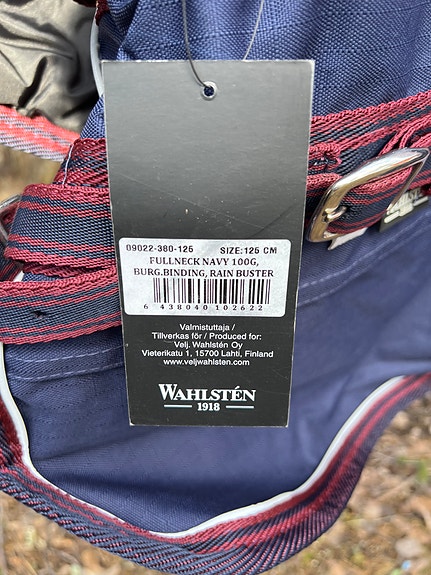 09022-380-125 SIZE:125 CM
FULLNECK NAVY 100G,
BURG.BINDING, RAIN BUSTER
6 438040 102622
Valmistuttaja /
Tillverkas för / Produced for:
Velj. Wahlstén Oy
Vieterikatu 1, 15700 Lahti, Finland
www.veljwahlsten.com
WAHLSTÉN
1918